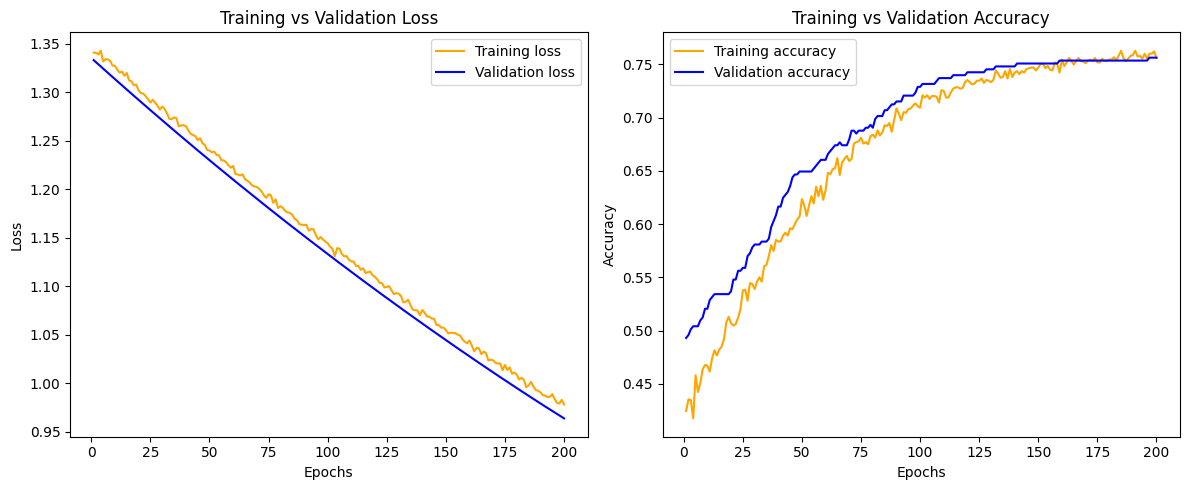 Training vs Validation Loss
Training loss
Validation loss
1.35
1.30
1.25
1.20
1.15
1.10
1.05
1.00
0.95
Loss
0 25 50 75 100 125 150 175 200
Epochs
Training vs Validation Accuracy
Training accuracy
Validation accuracy
0.75
0.70
0.65
0.60
0.55
0.50
0.45
Accuracy
0 25 50 75 100 125 150 175 200
Epochs